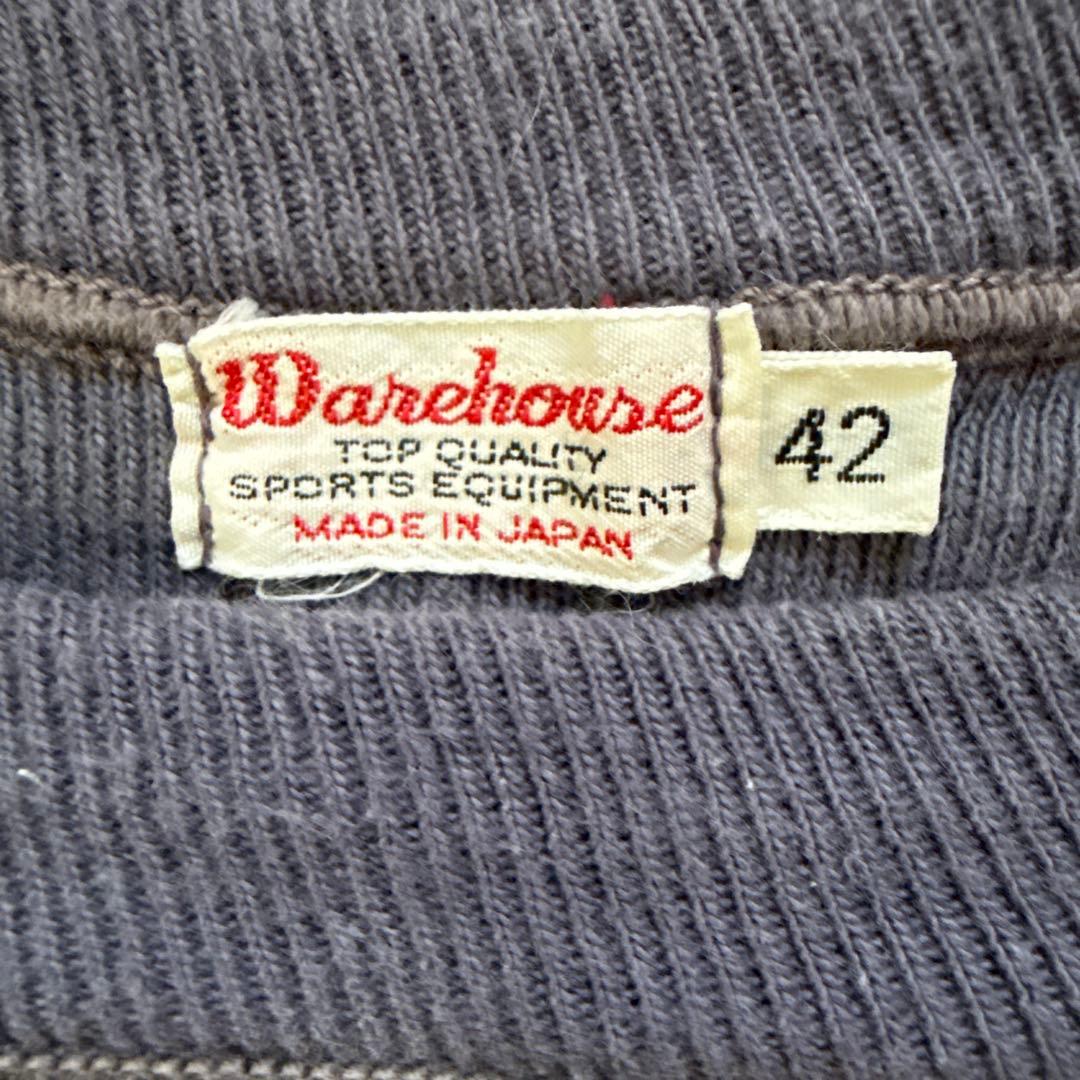 Warehouse
TOP QUALITY
SPORTS EQUIPMENT
MADE IN JAPAN
42